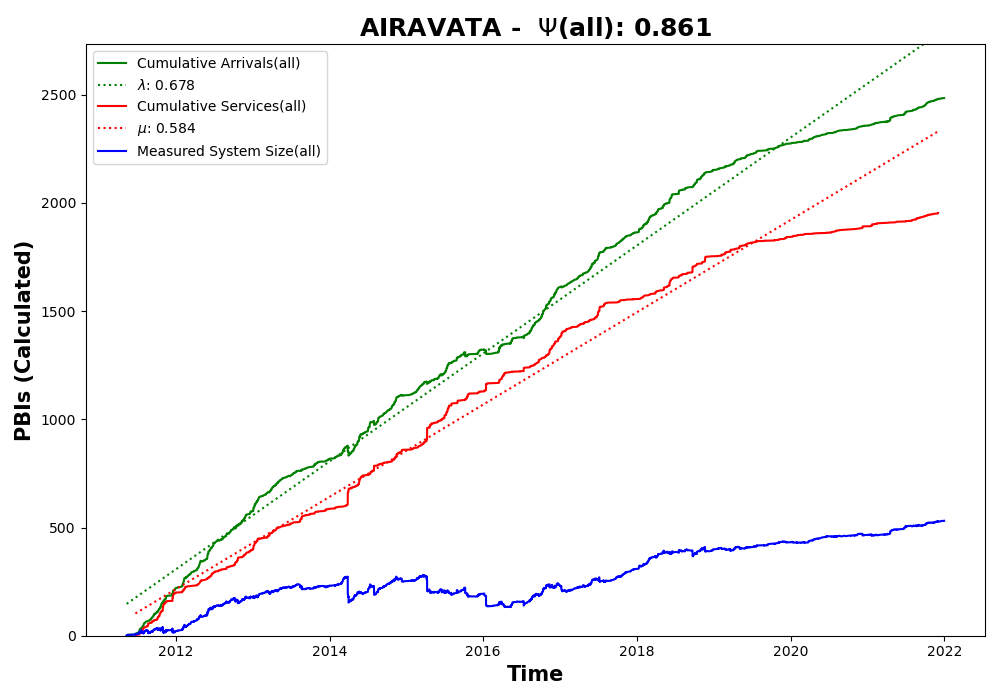 AIRAVATA - Ψ(all): 0.861
Cumulative Arrivals(all)
λ: 0.678
Cumulative Services(all)
μ: 0.584
Measured System Size(all)
PBIs (Calculated)
2500
2000
1500
1000
500
0
2012 2014 2016 2018 2020 2022
Time